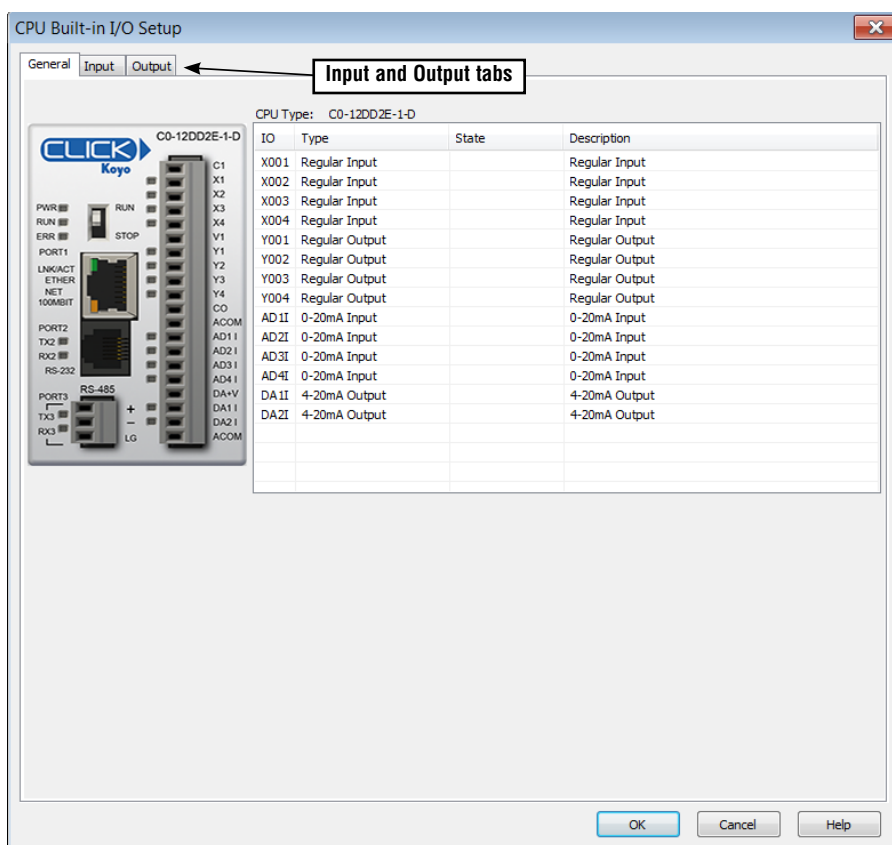 CPU Built-in I/O Setup
General Input Output
Input and Output tabs
CPU Type: C0-12DD2E-1-D
IO Type State Description
X001 Regular Input Regular Input
X002 Regular Input Regular Input
X003 Regular Input Regular Input
X004 Regular Input Regular Input
Y001 Regular Output Regular Output
Y002 Regular Output Regular Output
Y003 Regular Output Regular Output
Y004 Regular Output Regular Output
AD1I 0-20mA Input 0-20mA Input
AD2I 0-20mA Input 0-20mA Input
AD3I 0-20mA Input 0-20mA Input
AD4I 0-20mA Input 0-20mA Input
DA1I 4-20mA Output 4-20mA Output
DA2I 4-20mA Output 4-20mA Output
C0-12DD2E-1-D
CLICK
Koyo
PWR
RUN
ERR
RUN
STOP
PORT1
LNK/ACT
ETHER
NET
100MBIT
PORT2
TX2
RX2
RS-232
PORT3
RS-485
TX3
RX3
+
–
LG
C1
X1
X2
X3
X4
V1
Y1
Y2
Y3
Y4
CO
ACOM
AD1 I
AD2 I
AD3 I
AD4 I
DA+V
DA1 I
DA2 I
ACOM
OK Cancel Help